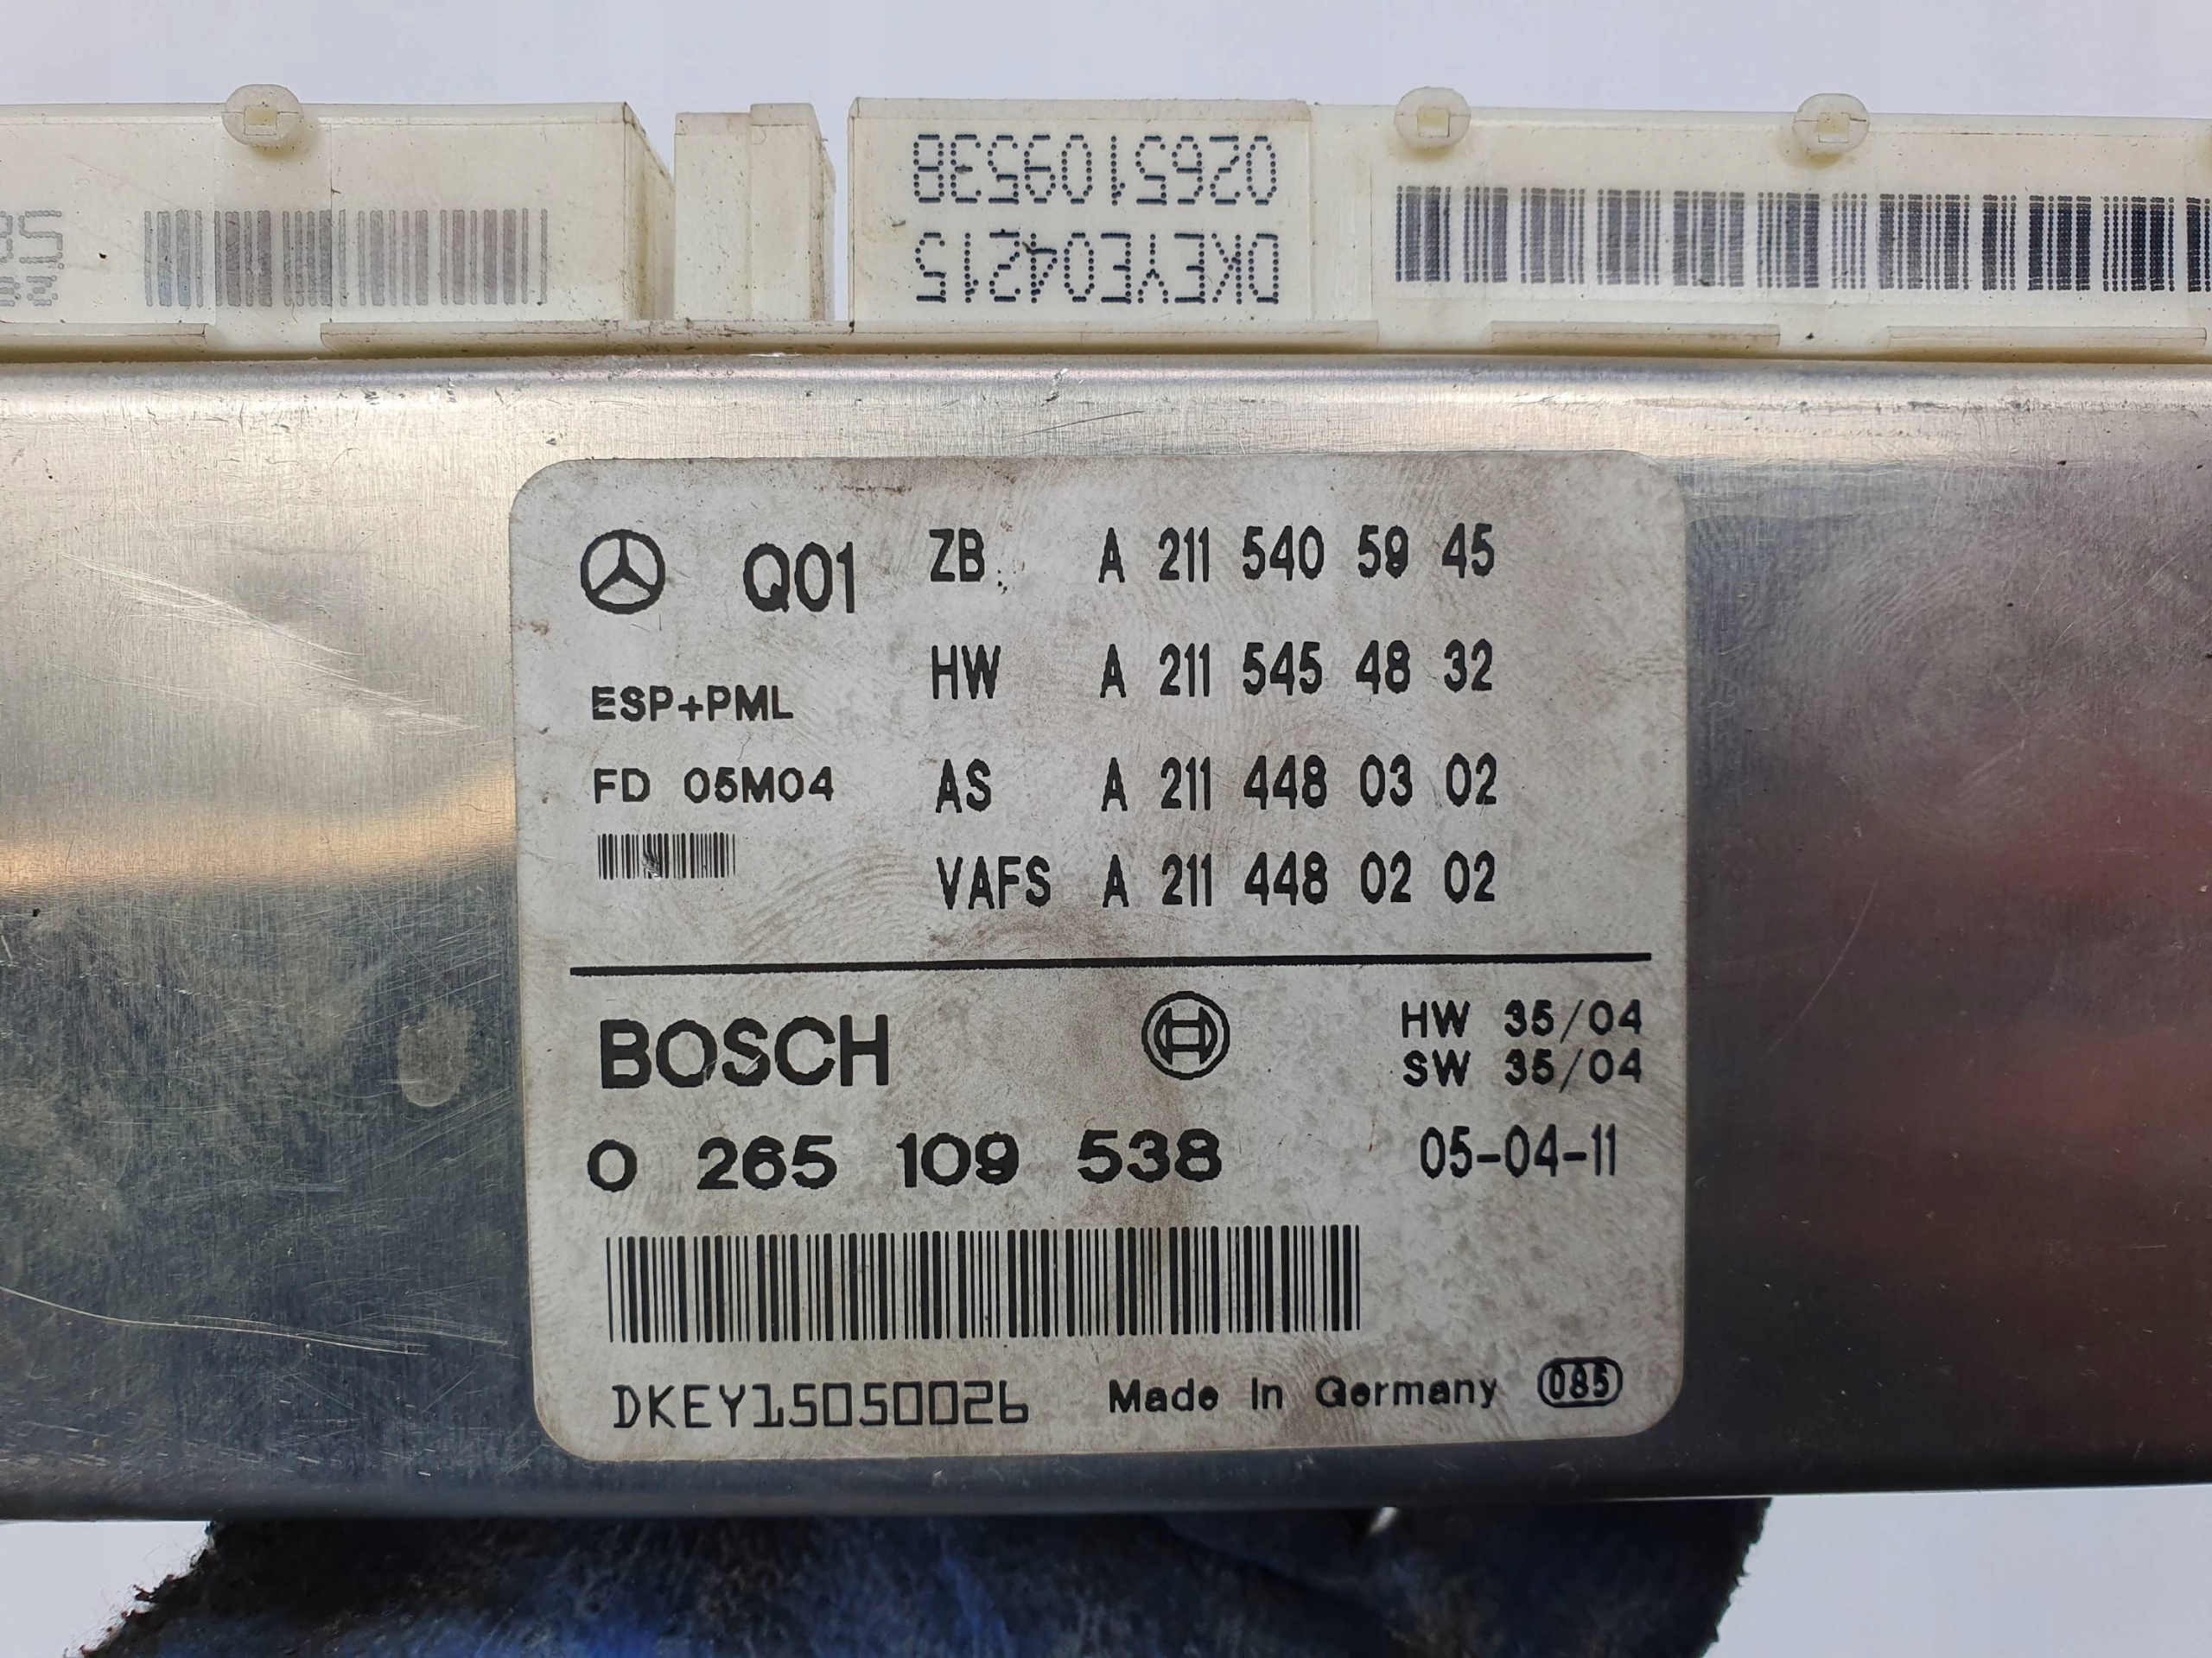 0265109538
DKEYE04215
Q01
ZB A 211 540 59 45
HW A 211 545 48 32
ESP+PML
FD 05M04
AS A 211 448 03 02
VAFS A 211 448 02 02
BOSCH
HW 35/04
SW 35/04
0 265 109 538
05-04-11
DKEY15050026
Made In Germany 085